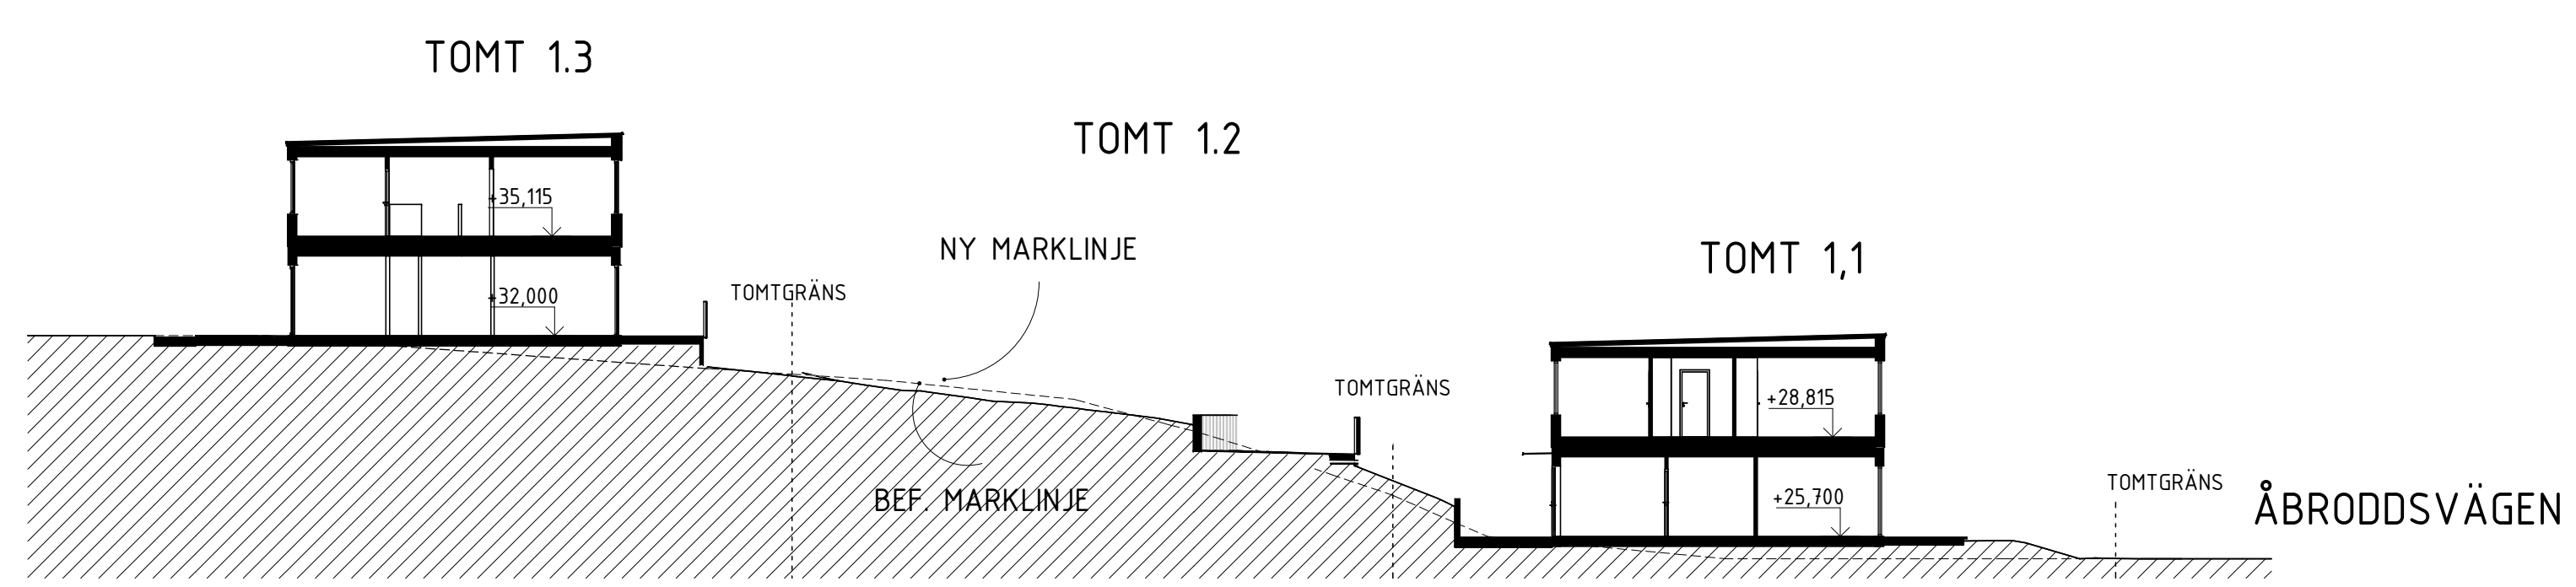 TOMT 1.3
TOMT 1.2
+35,115
NY MARKLINJE
TOMT 1,1
+32,000
TOMTGRÄNS
TOMTGRÄNS
+28,815
BEF. MARKLINJE
+25,700
TOMTGRÄNS
ÅBRODDSVÄGEN